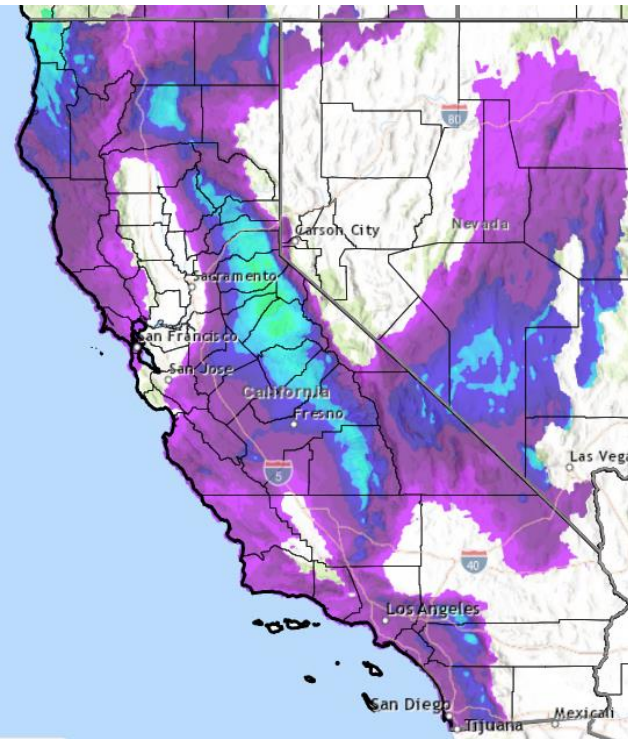 80
Carson City
Nevada
Sacramento
San Francisco
San Jose
California
Fresno
5
Las Vega
40
Los Angeles
San Diego
Tijuana
Mexicali